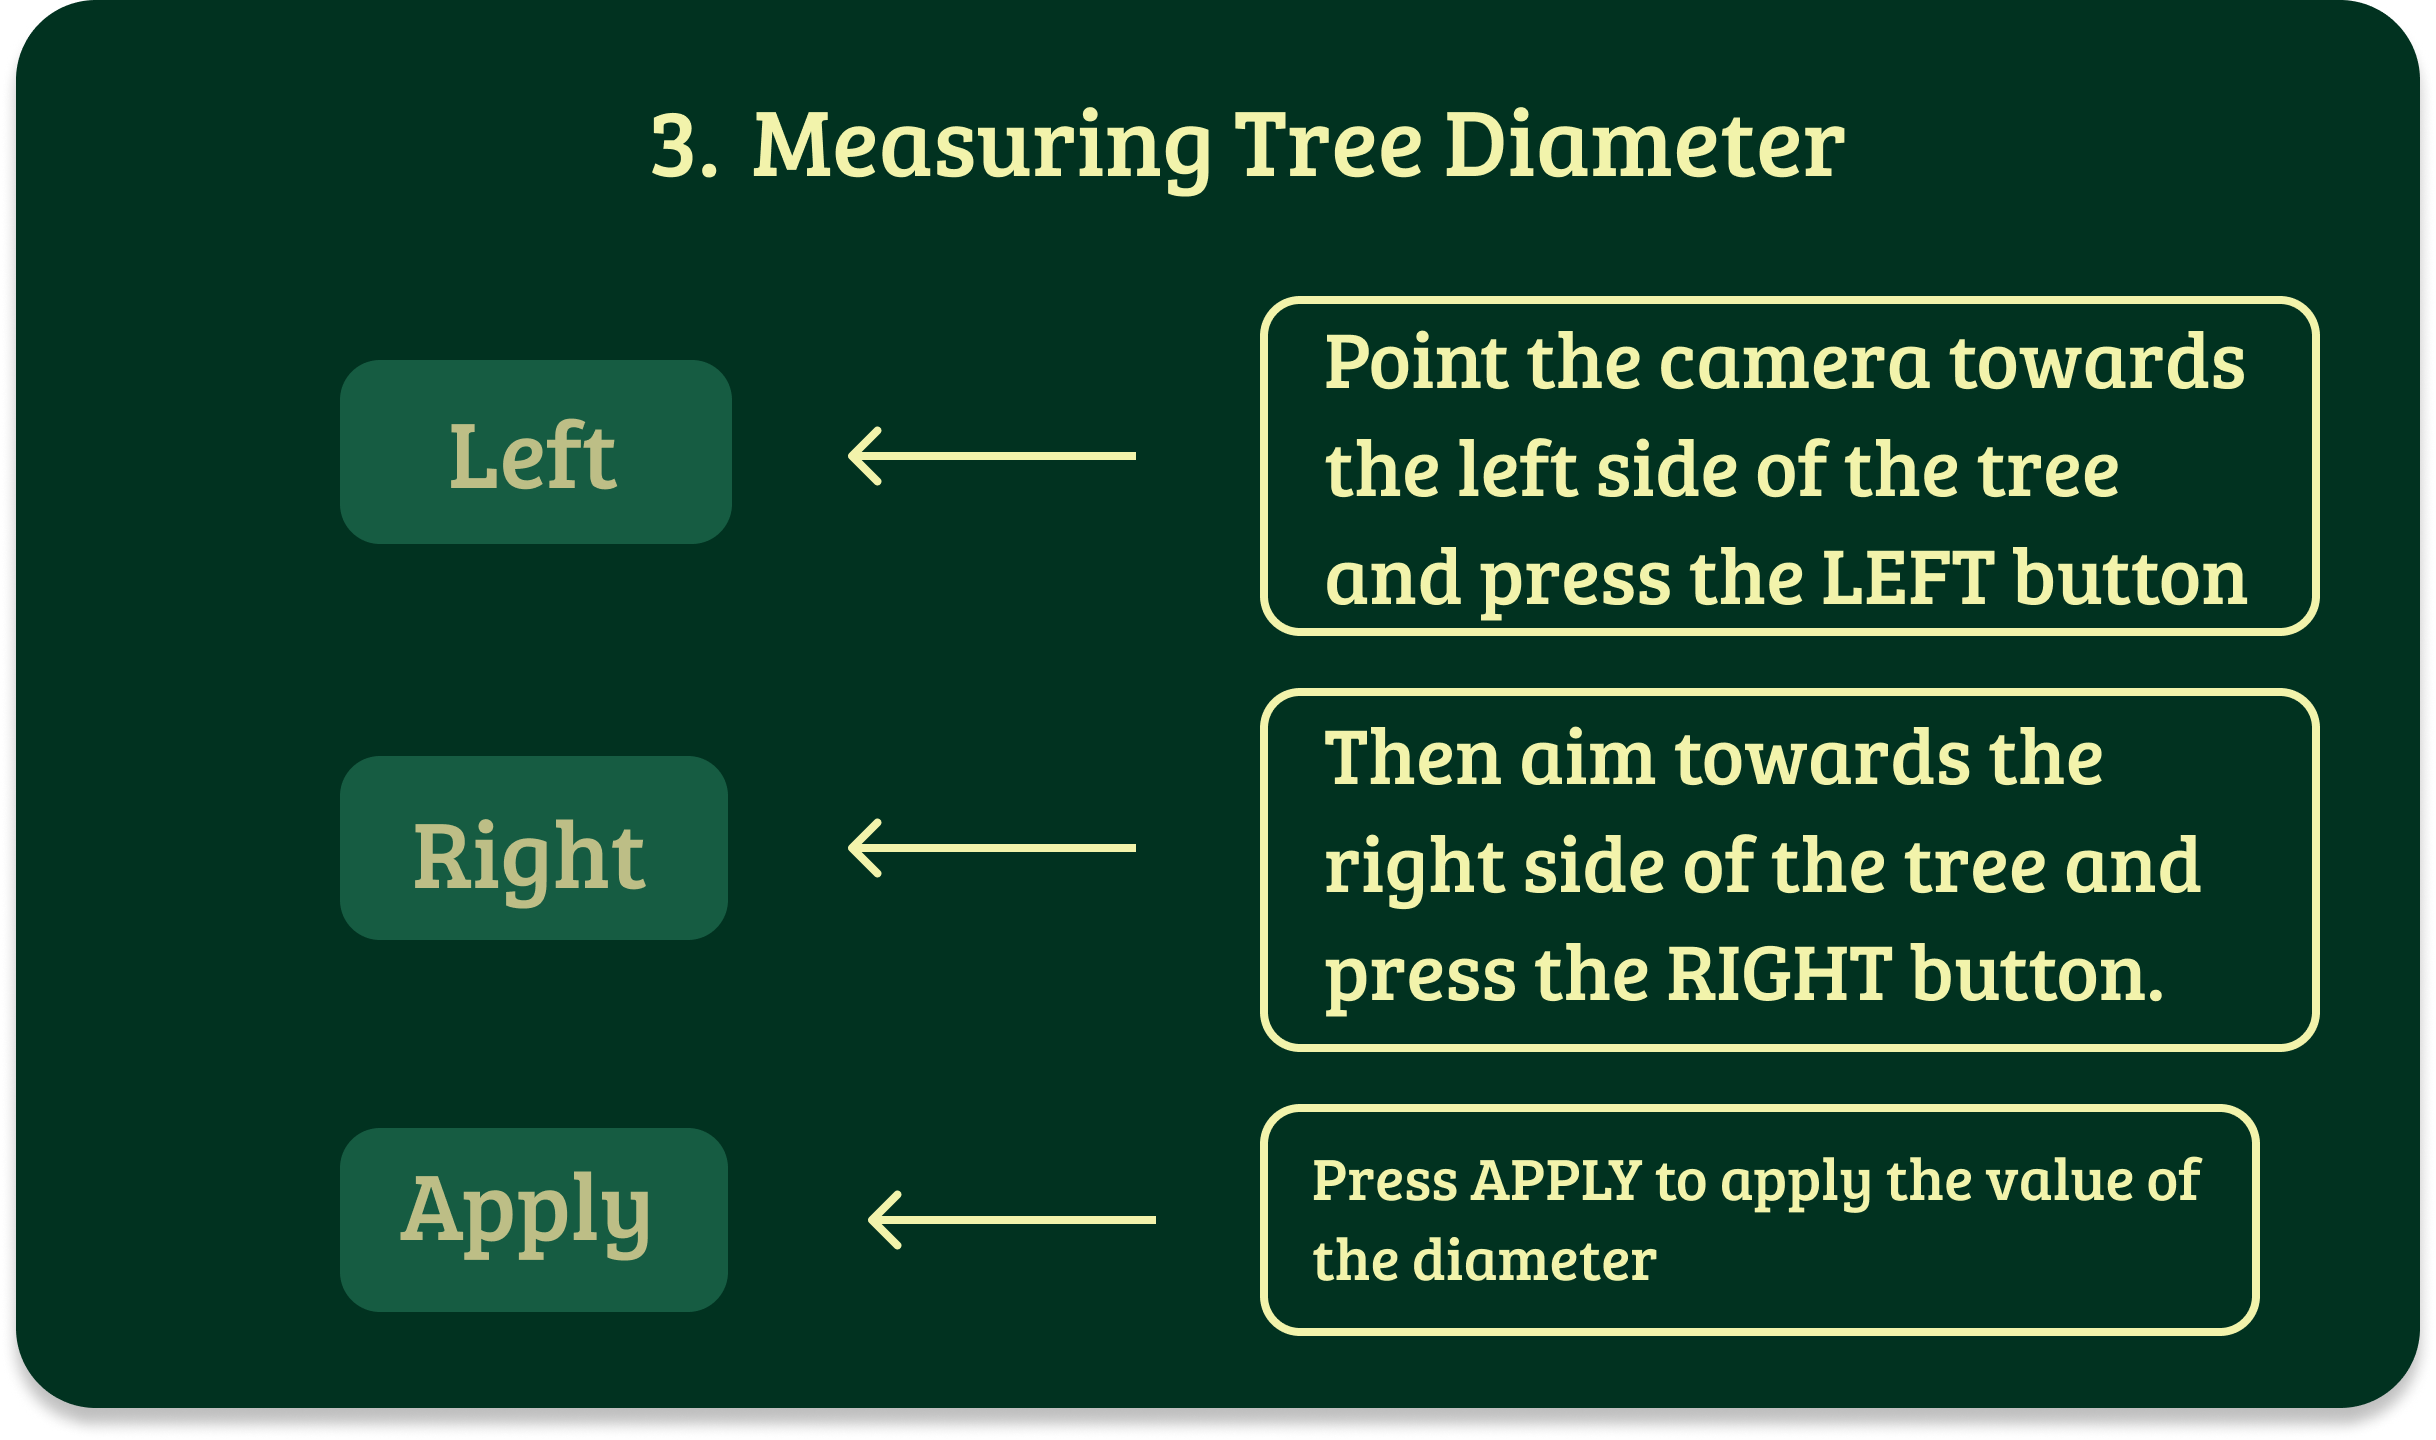 3. Measuring Tree Diameter
Left
Point the camera towards
the left side of the tree
and press the LEFT button
Right
Then aim towards the
right side of the tree and
press the RIGHT button.
Apply
Press APPLY to apply the value of
the diameter